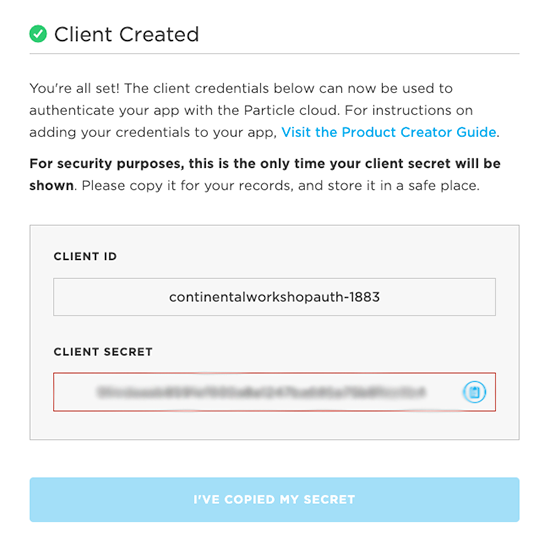 Client Created
You're all set! The client credentials below can now be used to
authenticate your app with the Particle cloud. For instructions on
adding your credentials to your app, Visit the Product Creator Guide.
For security purposes, this is the only time your client secret will be
shown. Please copy it for your records, and store it in a safe place.
CLIENT ID
continentalworkshopauth-1883
CLIENT SECRET
I'VE COPIED MY SECRET